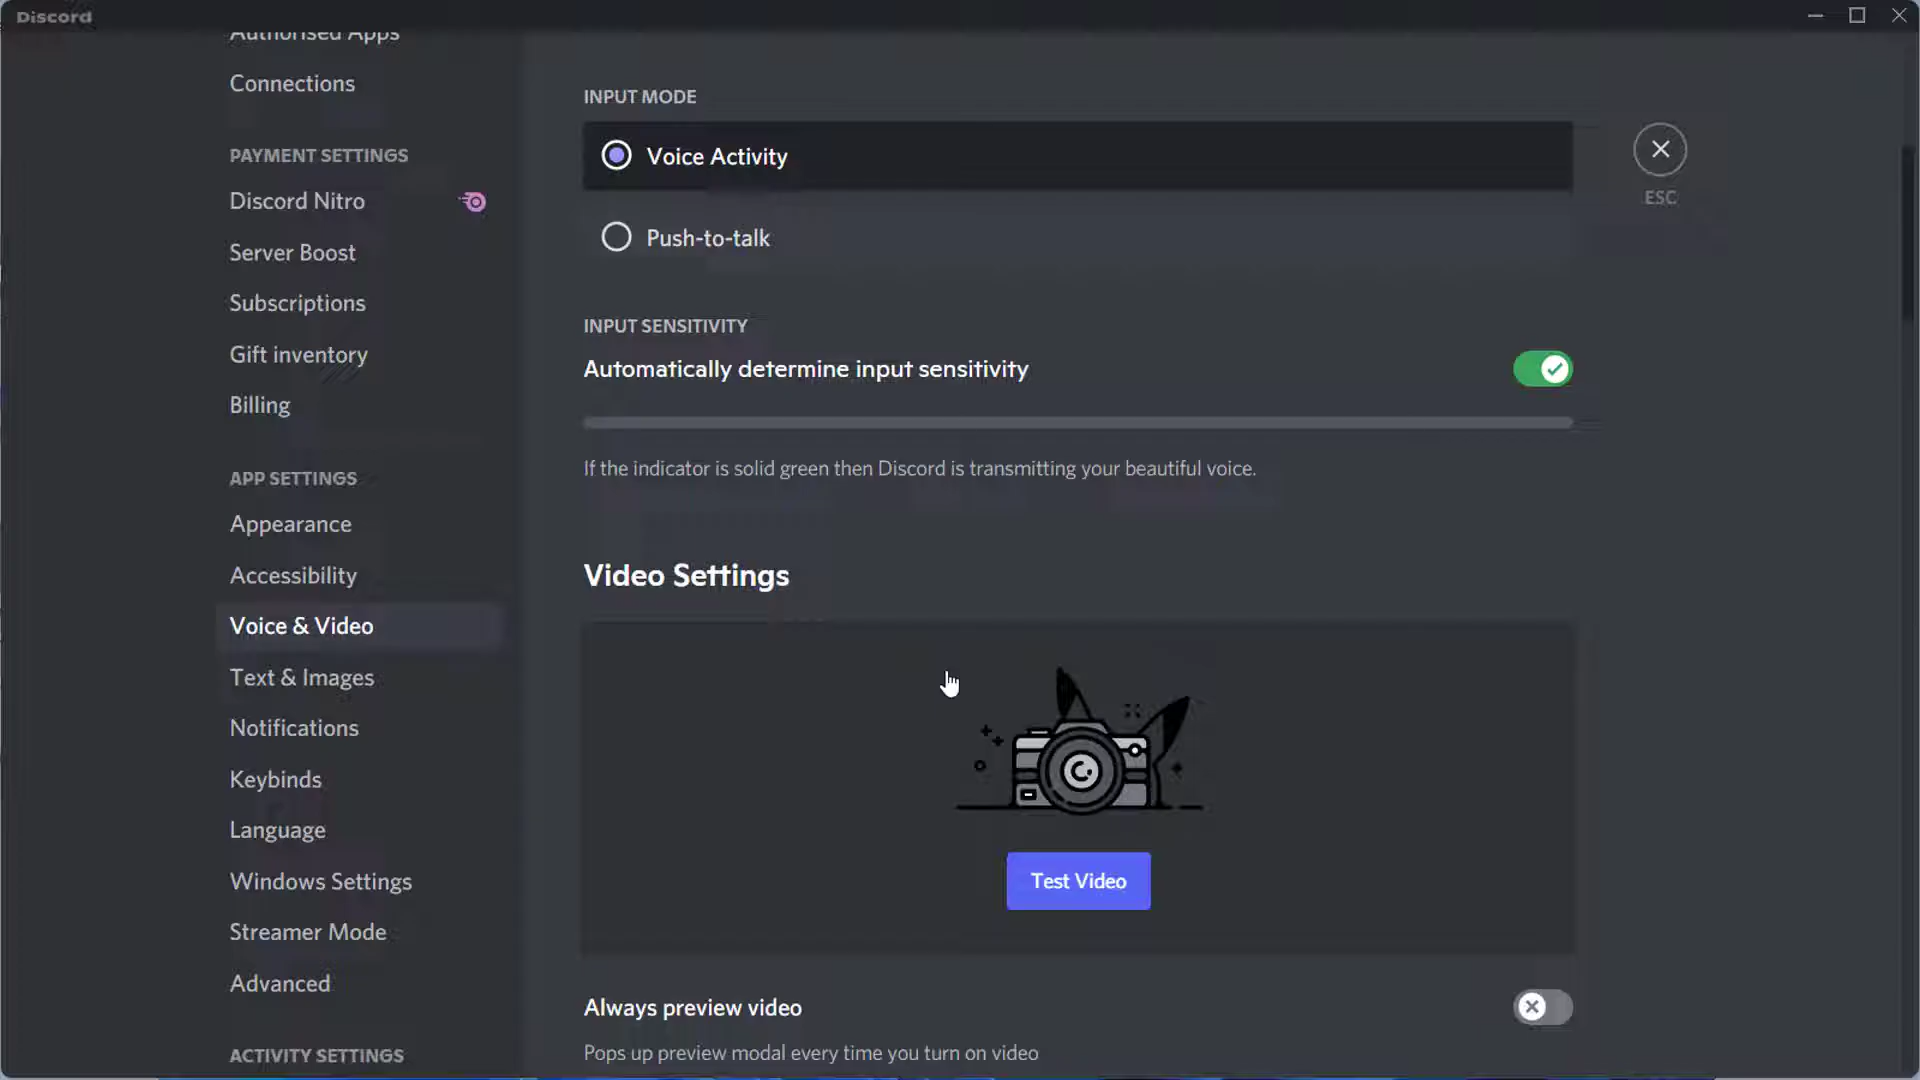 Discord
Authorised Apps
Connections
PAYMENT SETTINGS
Discord Nitro
Server Boost
Subscriptions
Gift inventory
Billing
APP SETTINGS
Appearance
Accessibility
Voice & Video
Text & Images
Notifications
Keybinds
Language
Windows Settings
Streamer Mode
Advanced
ACTIVITY SETTINGS
INPUT MODE
Voice Activity
Push-to-talk
INPUT SENSITIVITY
Automatically determine input sensitivity
If the indicator is solid green then Discord is transmitting your beautiful voice.
Video Settings
Test Video
Always preview video
Pops up preview modal every time you turn on video
ESC